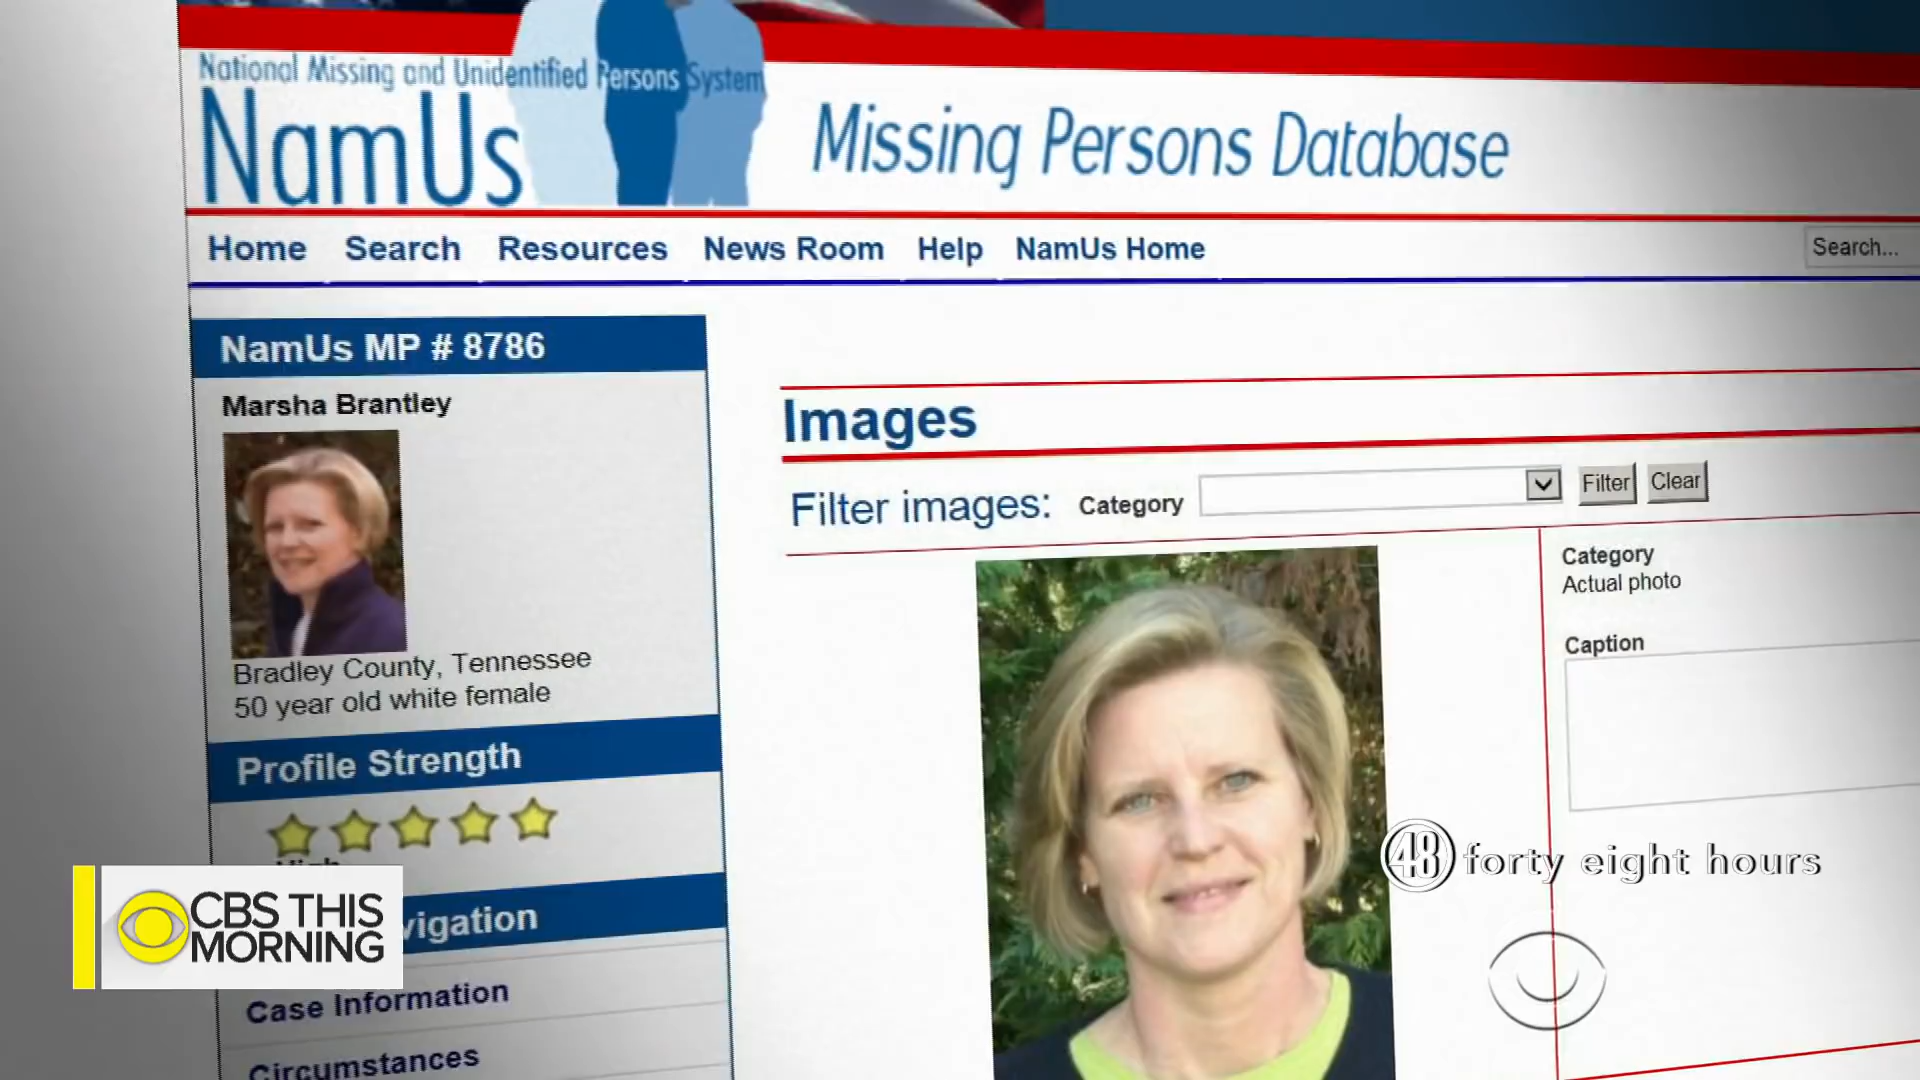 National Missing and Unidentified Persons System
NamUs
Missing Persons Database
Home Search Resources News Room Help NamUs Home
Search...
NamUs MP # 8786
Marsha Brantley
Bradley County, Tennessee
50 year old white female
Profile Strength
Images
Filter images: Category
Filter
Clear
Category
Actual photo
Caption
48 forty eight hours
CBS THIS
MORNING
vigation
Case Information
Circumstances